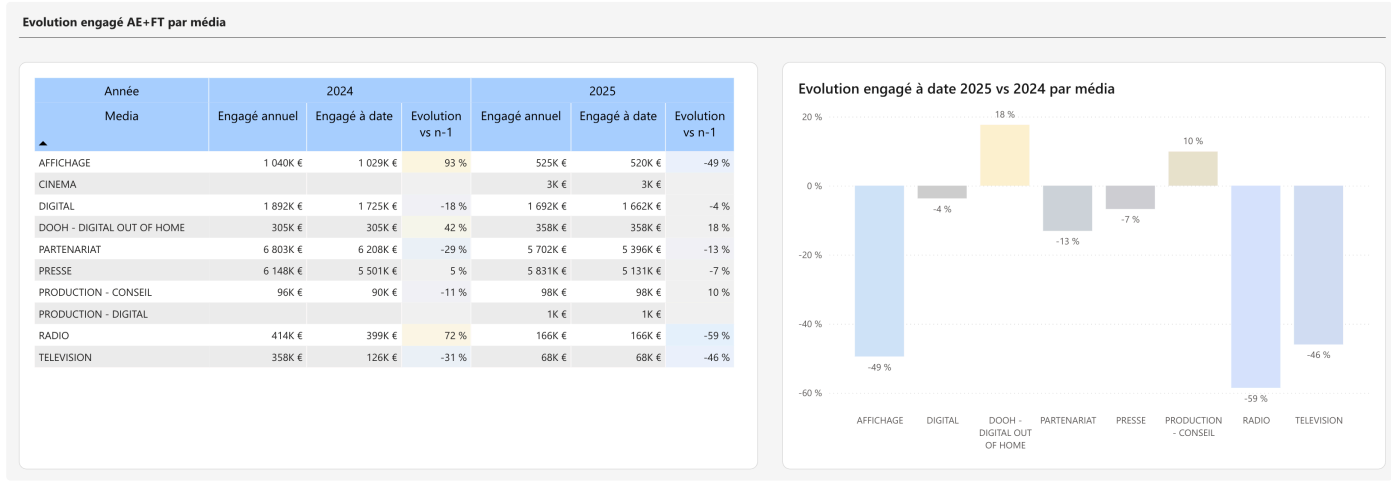 Evolution engagé AE+FT par média
Année 2024 2025
Media Engagé annuel Engagé à date Evolution vs n-1 Engagé annuel Engagé à date Evolution vs n-1
AFFICHAGE 1 040K € 1 029K € 93 % 525K € 520K € -49 %
CINEMA 3K € 3K €
DIGITAL 1 892K € 1 725K € -18 % 1 692K € 1 662K € -4 %
DOOH - DIGITAL OUT OF HOME 305K € 305K € 42 % 358K € 358K € 18 %
PARTENARIAT 6 803K € 6 208K € -29 % 5 702K € 5 396K € -13 %
PRESSE 6 148K € 5 501K € 5 % 5 831K € 5 131K € -7 %
PRODUCTION - CONSEIL 96K € 90K € -11 % 98K € 98K € 10 %
PRODUCTION - DIGITAL 1K € 1K €
RADIO 414K € 399K € 72 % 166K € 166K € -59 %
TELEVISION 358K € 126K € -31 % 68K € 68K € -46 %
Evolution engagé à date 2025 vs 2024 par média
20 %
0 %
-20 %
-40 %
-60 %
-49 %
-4 %
18 %
-13 %
-7 %
10 %
-59 %
-46 %
AFFICHAGE
DIGITAL
DOOH -
DIGITAL OUT
OF HOME
PARTENARIAT
PRESSE
PRODUCTION
- CONSEIL
RADIO
TELEVISION